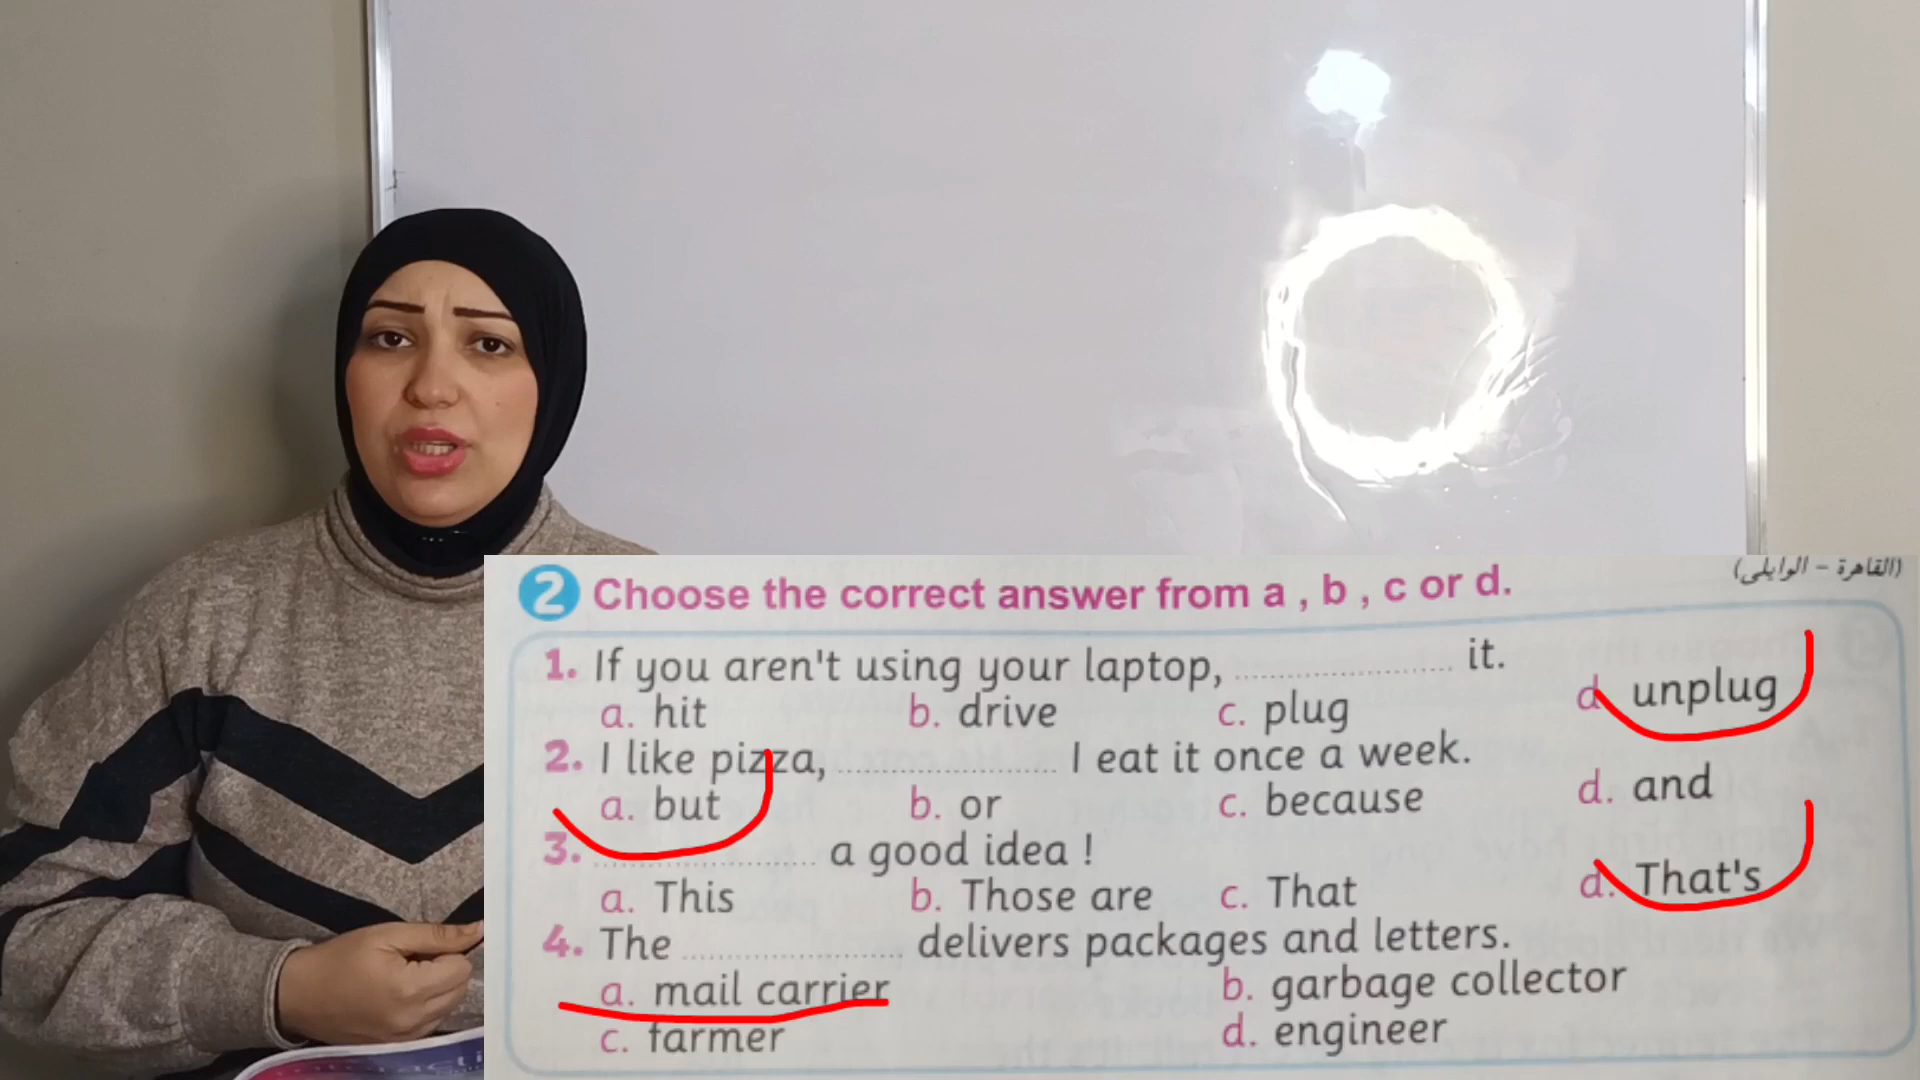 2 Choose the correct answer from a , b , c or d.
(القاهرة - الوايلى)
1. If you aren't using your laptop, .................... it.
a. hit b. drive c. plug d. unplug
2. I like pizza, .................... I eat it once a week.
a. but b. or c. because d. and
3. .................... a good idea !
a. This b. Those are c. That d. That's
4. The .................... delivers packages and letters.
a. mail carrier b. garbage collector
c. farmer d. engineer